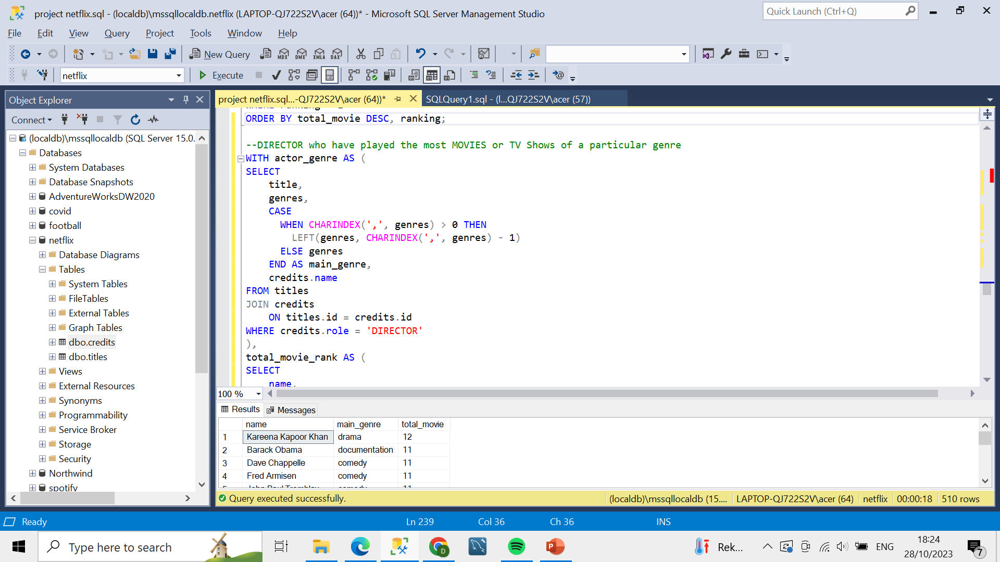 project netflix.sql - (localdb)\mssqllocaldb.netflix (LAPTOP-QJ722S2V\acer (64))* - Microsoft SQL Server Management Studio
Quick Launch (Ctrl+Q)
File Edit View Query Project Tools Window Help
New Query
MDX DMX XMLA DAX
netflix
Execute
Object Explorer
Connect
(localdb)\mssqllocaldb (SQL Server 15.0.
Databases
System Databases
Database Snapshots
AdventureWorksDW2020
covid
football
netflix
Database Diagrams
Tables
System Tables
FileTables
External Tables
Graph Tables
dbo.credits
dbo.titles
Views
External Resources
Synonyms
Programmability
Service Broker
Storage
Security
Northwind
spotify
project netflix.sql...-QJ722S2V\acer (64))*
SQLQuery1.sql - (l...QJ722S2V\acer (57))
ORDER BY total_movie DESC, ranking;
--DIRECTOR who have played the most MOVIES or TV Shows of a particular genre
WITH actor_genre AS (
SELECT
title,
genres,
CASE
WHEN CHARINDEX(',', genres) > 0 THEN
LEFT(genres, CHARINDEX(',', genres) - 1)
ELSE genres
END AS main_genre,
credits.name
FROM titles
JOIN credits
ON titles.id = credits.id
WHERE credits.role = 'DIRECTOR'
),
total_movie_rank AS (
SELECT
name,
100 %
Results Messages
name main_genre total_movie
1 Kareena Kapoor Khan drama 12
2 Barack Obama documentation 11
3 Dave Chappelle comedy 11
4 Fred Armisen comedy 11
Query executed successfully.
(localdb)\mssqllocaldb (15.... LAPTOP-QJ722S2V\acer (64) netflix 00:00:18 510 rows
Ready
Ln 239 Col 36 Ch 36 INS
Type here to search
Rek...
ENG
18:24
28/10/2023
7